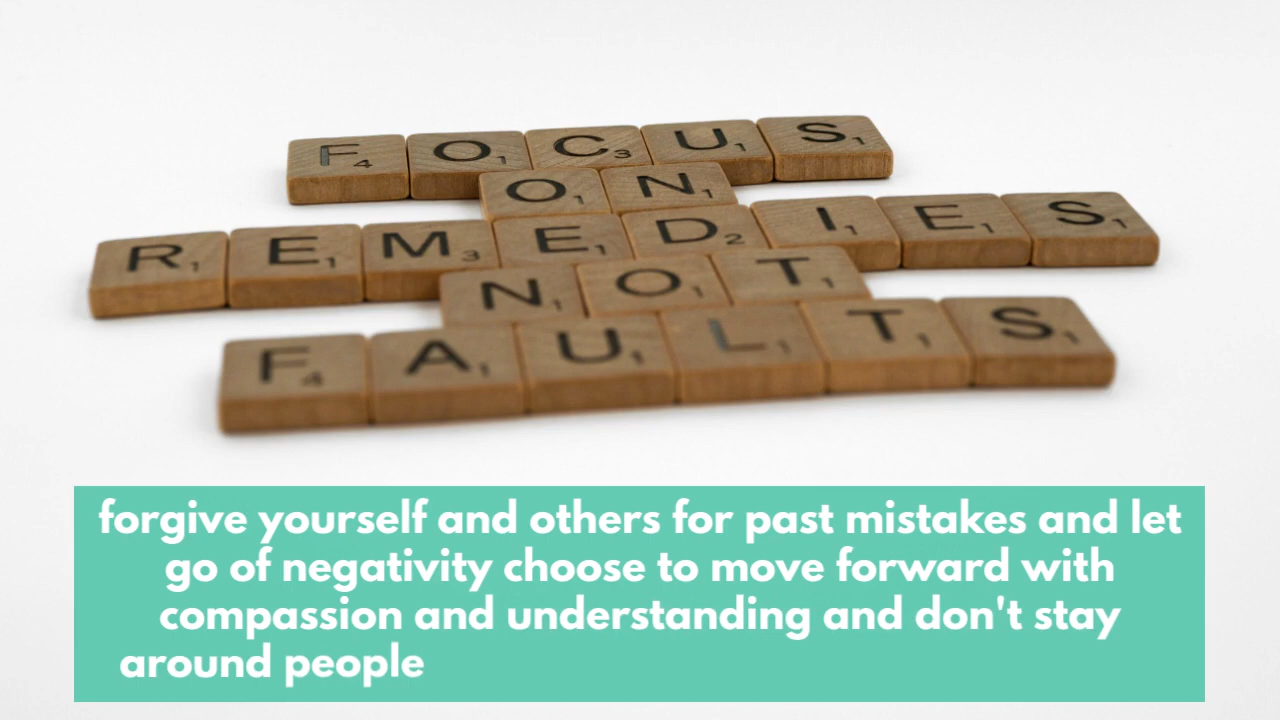 FOCUS
ON
REMEDIES
NOT
FAULTS
forgive yourself and others for past mistakes and let
go of negativity choose to move forward with
compassion and understanding and don't stay
around people